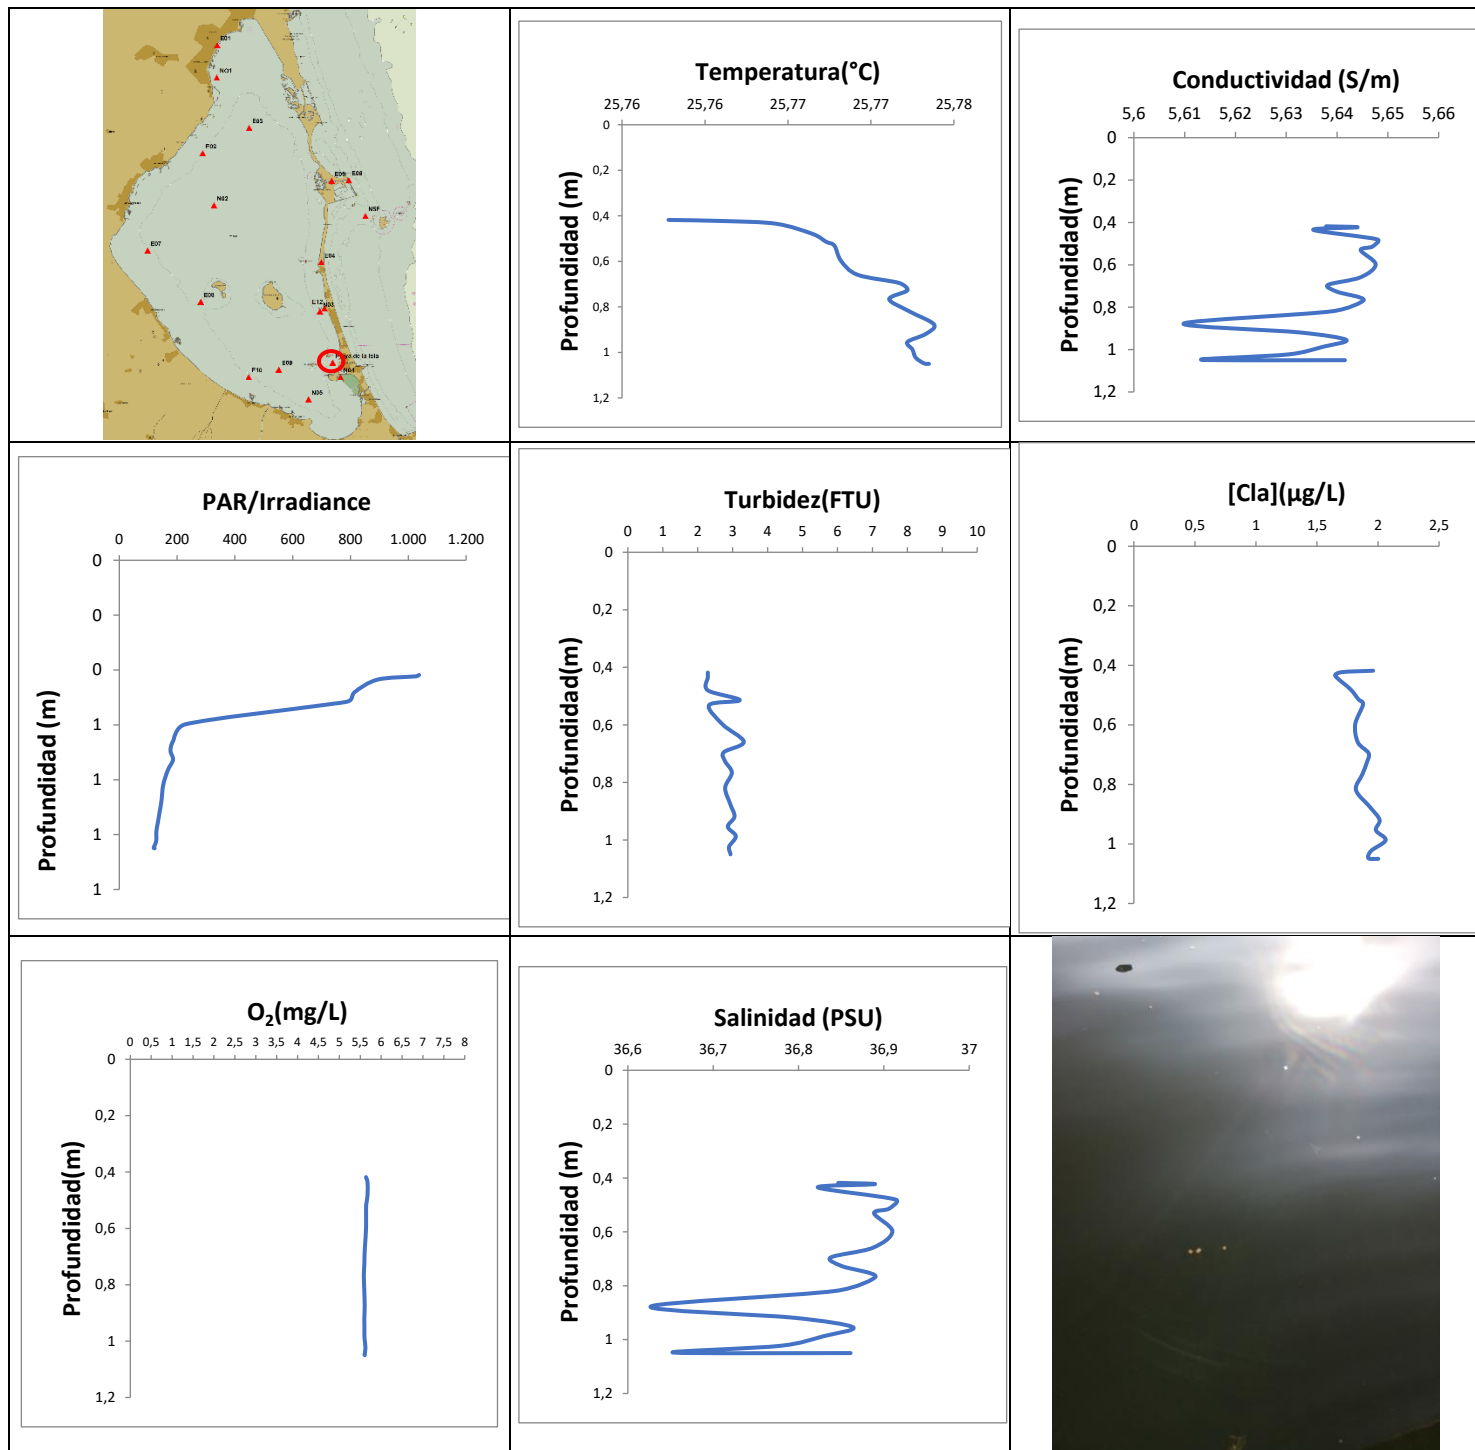 E01
N01
E03
F02
N02
E05
E06
N5F
E07
E04
E08
E12
N03
Puerto de la Isla
E09
F10
N04
N05
Temperatura(°C)
25,76 25,76 25,77 25,77 25,78
Profundidad (m)
0
0,2
0,4
0,6
0,8
1
1,2
Conductividad (S/m)
5,6 5,61 5,62 5,63 5,64 5,65 5,66
Profundidad(m)
0
0,2
0,4
0,6
0,8
1
1,2
PAR/Irradiance
0 200 400 600 800 1.000 1.200
Profundidad (m)
0
0
0
1
1
1
1
Turbidez(FTU)
0 1 2 3 4 5 6 7 8 9 10
Profundidad(m)
0
0,2
0,4
0,6
0,8
1
1,2
[Cla](µg/L)
0 0,5 1 1,5 2 2,5
Profundidad(m)
0
0,2
0,4
0,6
0,8
1
1,2
O₂(mg/L)
0 0,5 1 1,5 2 2,5 3 3,5 4 4,5 5 5,5 6 6,5 7 7,5 8
Profundidad(m)
0
0,2
0,4
0,6
0,8
1
1,2
Salinidad (PSU)
36,6 36,7 36,8 36,9 37
Profundidad (m)
0
0,2
0,4
0,6
0,8
1
1,2